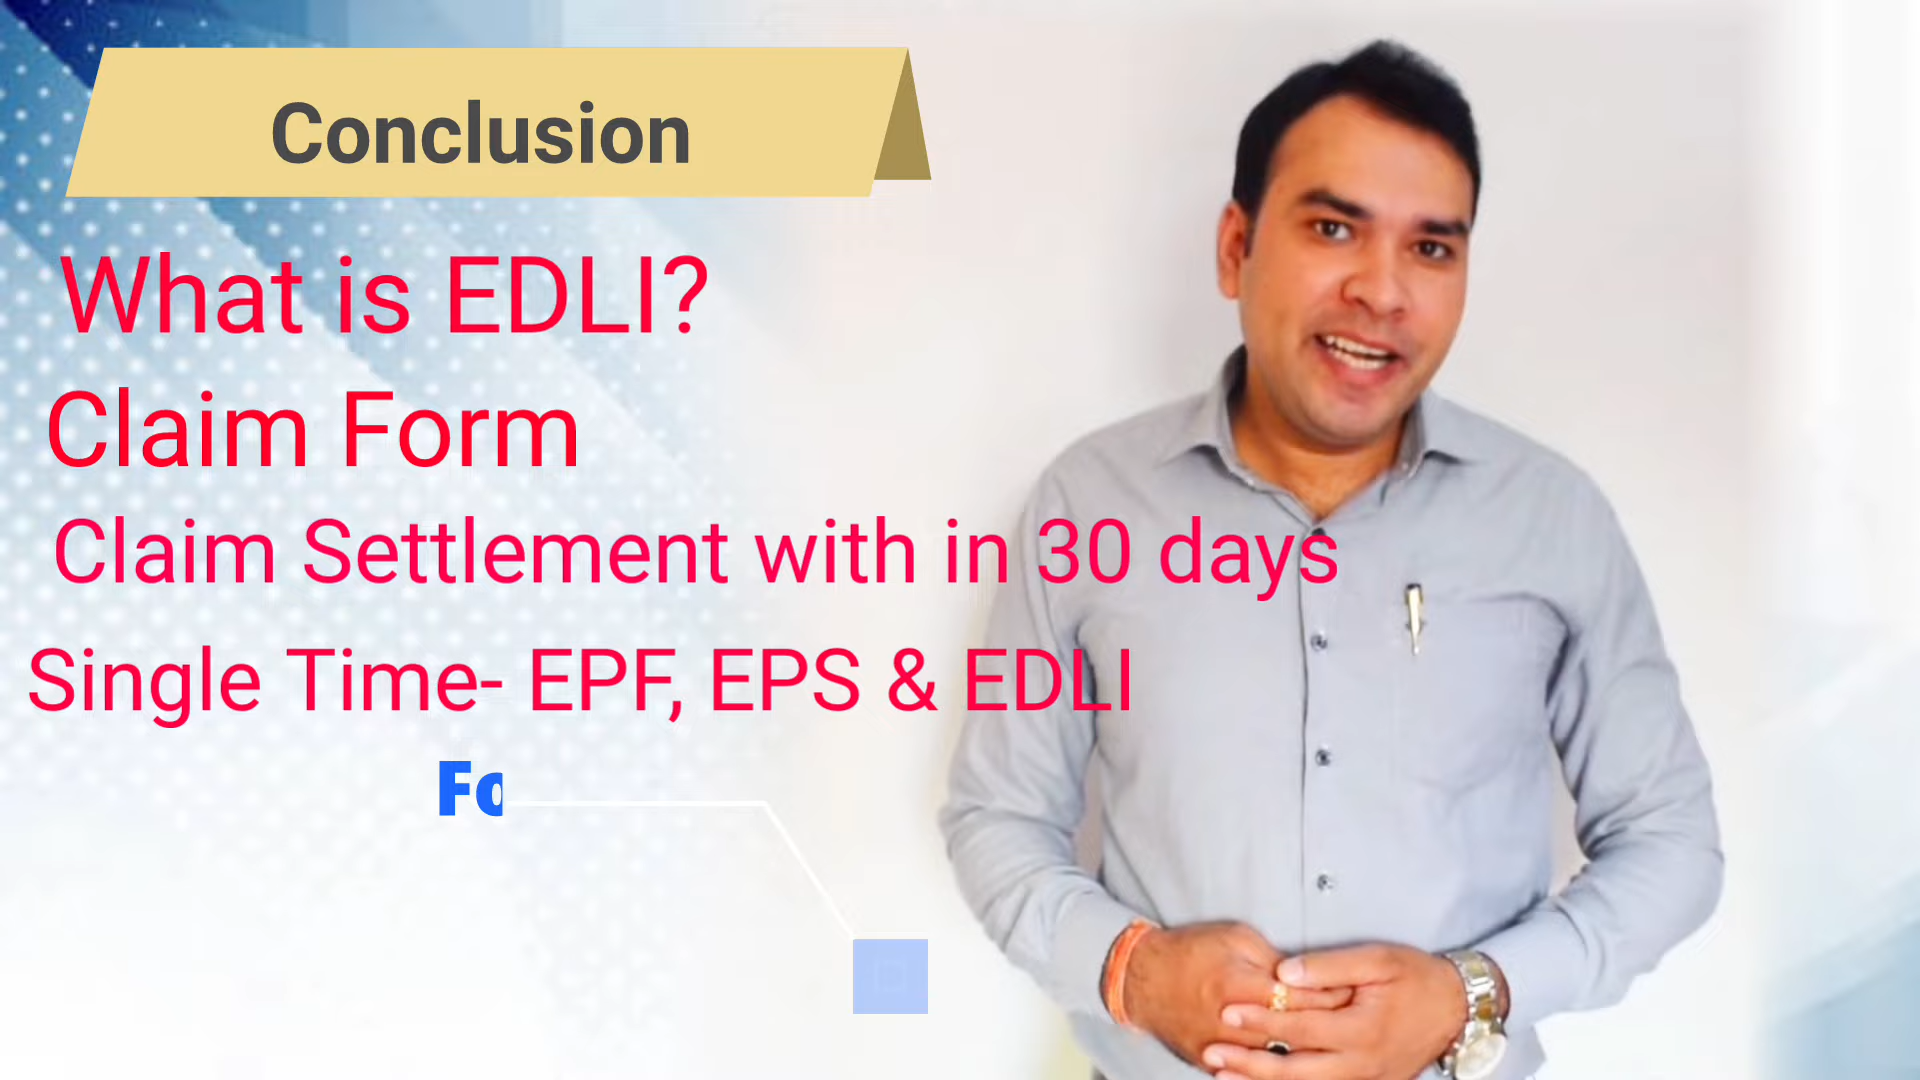 Conclusion
What is EDLI?
Claim Form
Claim Settlement with in 30 days
Single Time- EPF, EPS & EDLI